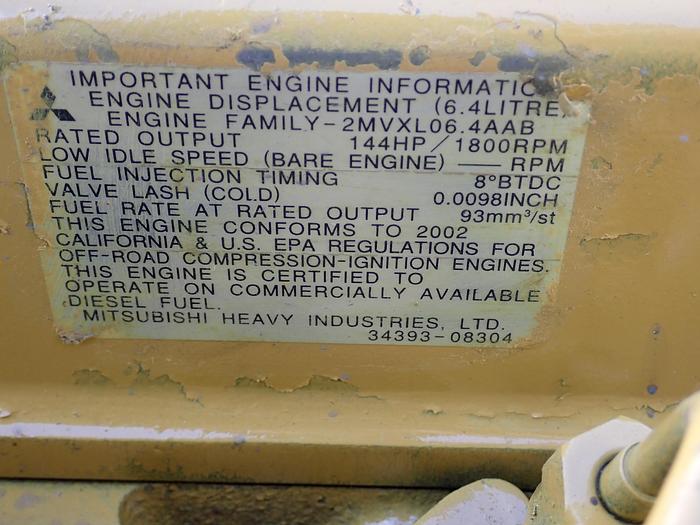 IMPORTANT ENGINE INFORMATIO
ENGINE DISPLACEMENT (6.4LITRE)
ENGINE FAMILY-2MVXL06.4AAB
RATED OUTPUT 144HP/1800RPM
LOW IDLE SPEED (BARE ENGINE) — RPM
FUEL INJECTION TIMING 8°BTDC
VALVE LASH (COLD) 0.0098INCH
FUEL RATE AT RATED OUTPUT 93mm³/st
THIS ENGINE CONFORMS TO 2002
CALIFORNIA & U.S. EPA REGULATIONS FOR
OFF-ROAD COMPRESSION-IGNITION ENGINES.
THIS ENGINE IS CERTIFIED TO
OPERATE ON COMMERCIALLY AVAILABLE
DIESEL FUEL.
MITSUBISHI HEAVY INDUSTRIES, LTD.
34393-08304